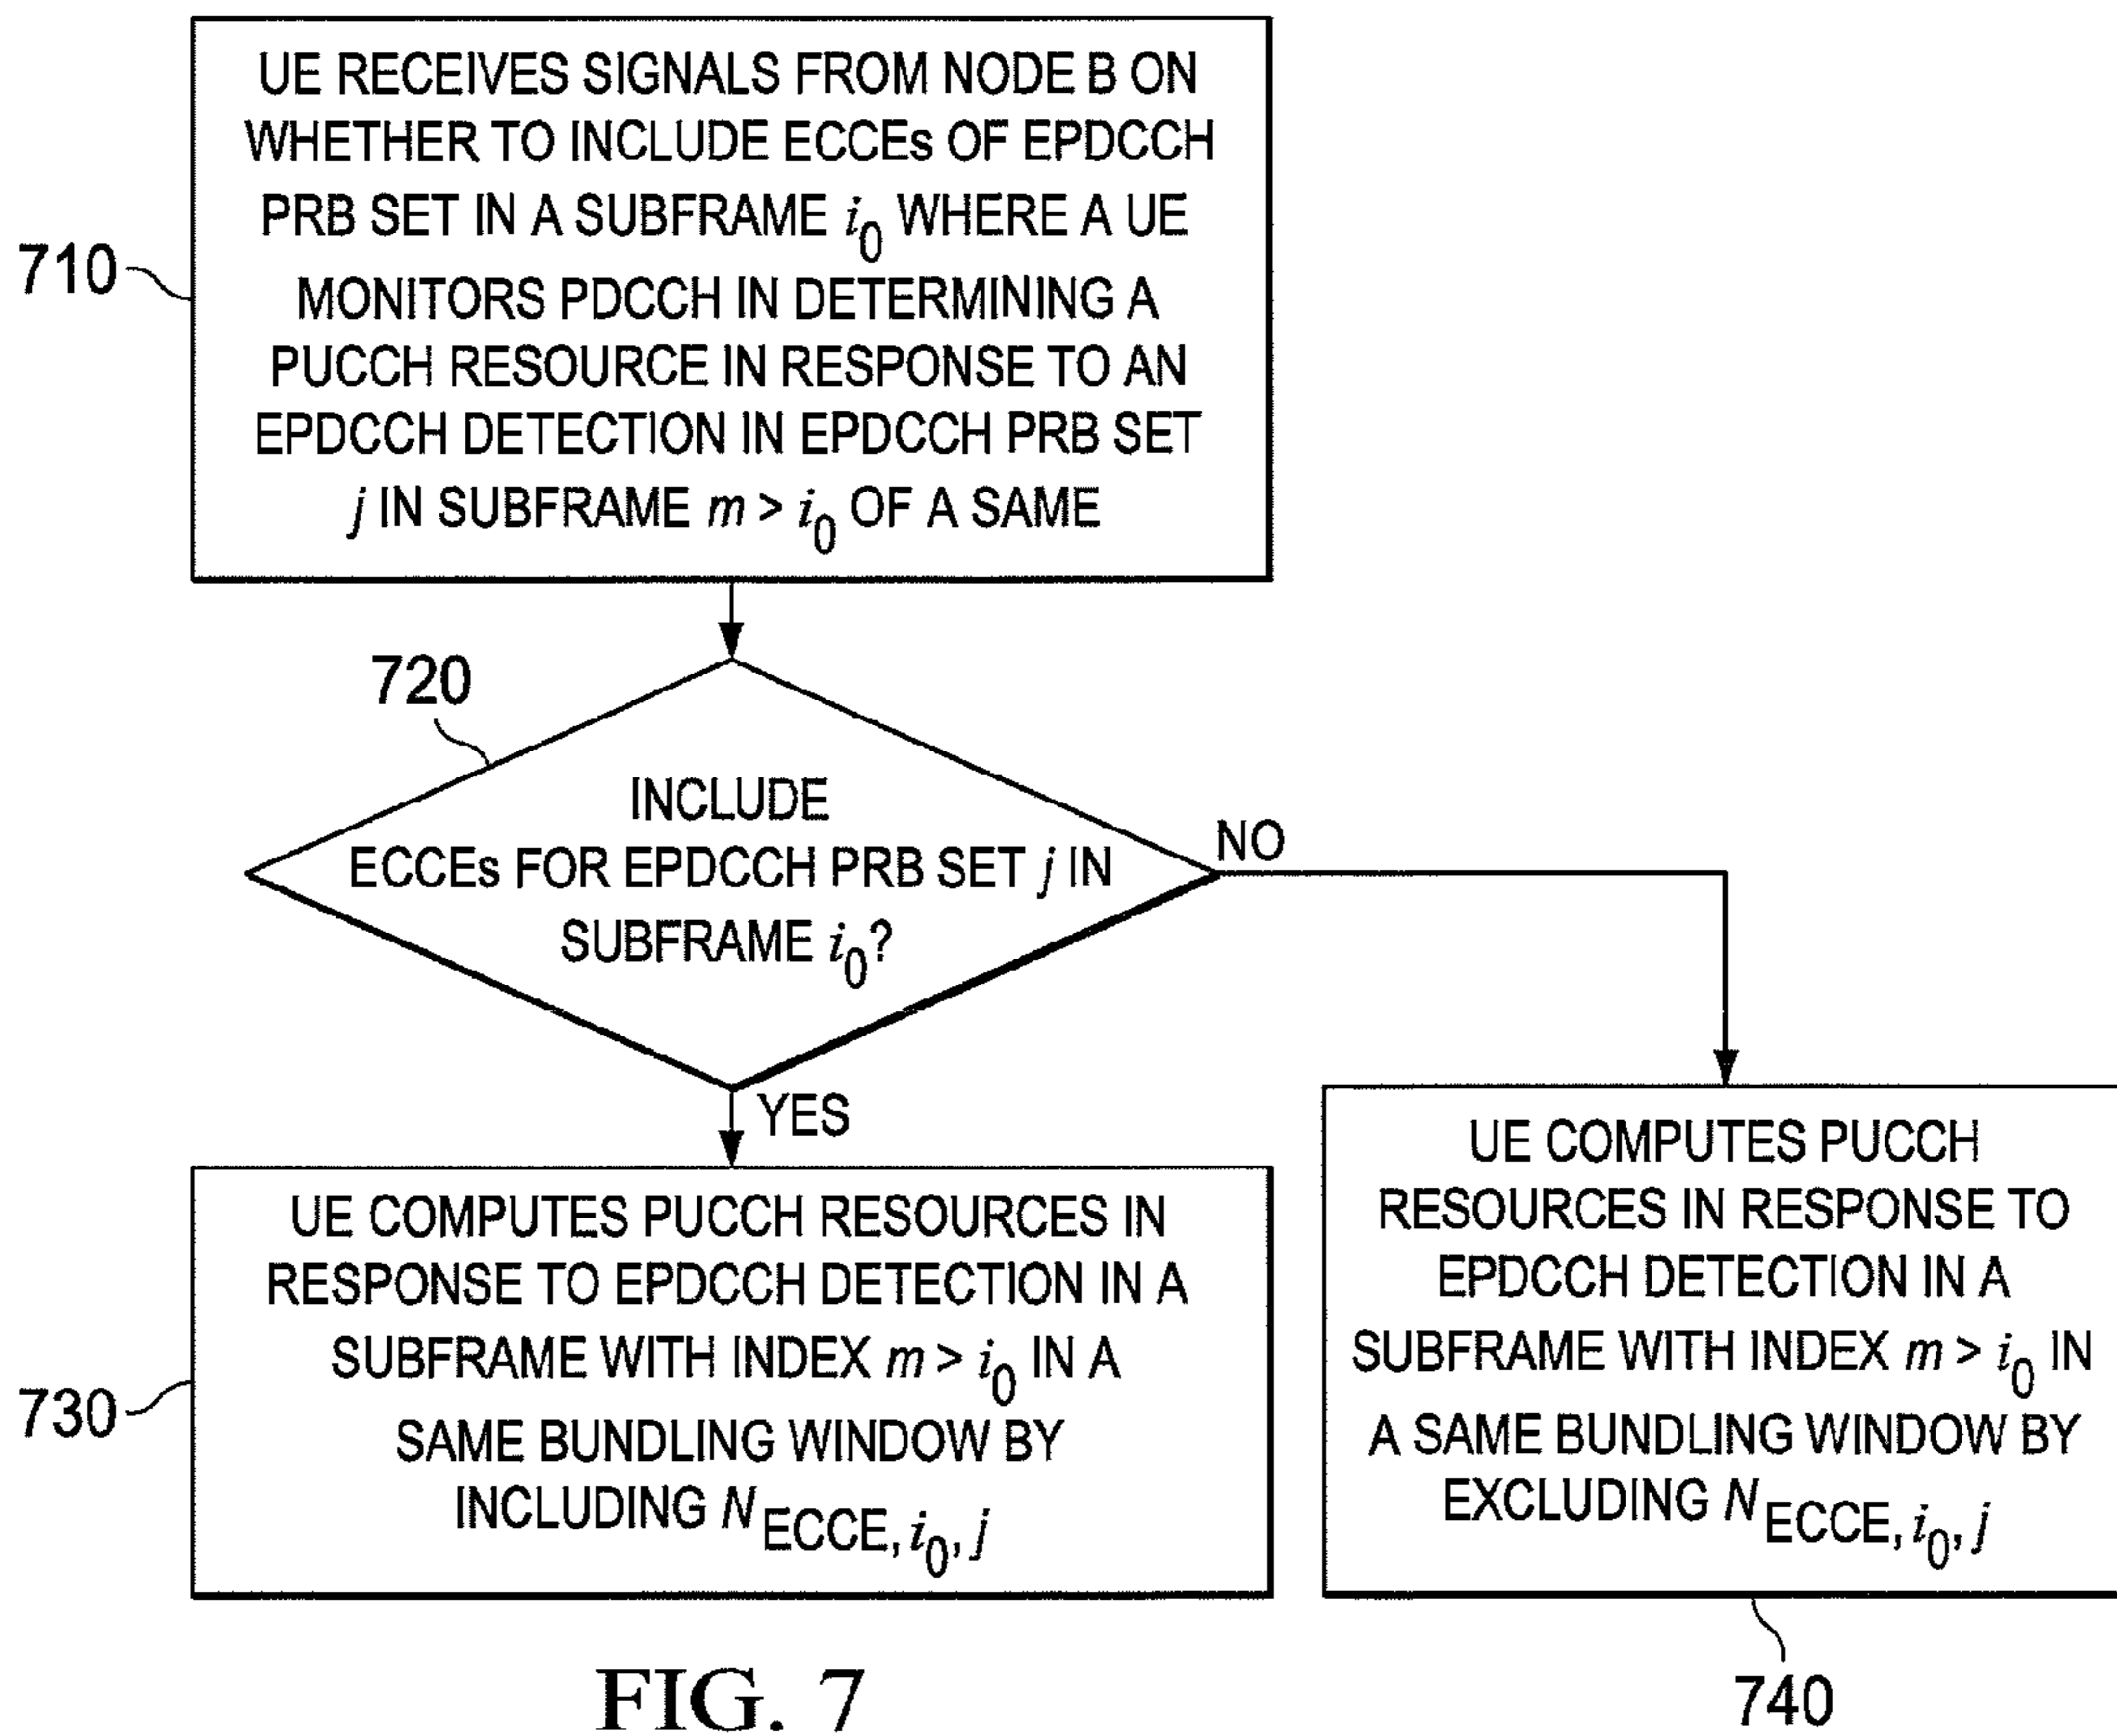 UE RECEIVES SIGNALS FROM NODE B ON
WHETHER TO INCLUDE ECCEs OF EPDCCH
PRB SET IN A SUBFRAME i0 WHERE A UE
MONITORS PDCCH IN DETERMINING A
PUCCH RESOURCE IN RESPONSE TO AN
EPDCCH DETECTION IN EPDCCH PRB SET
j IN SUBFRAME m > i0 OF A SAME
710
720
INCLUDE
ECCEs FOR EPDCCH PRB SET j IN
SUBFRAME i0?
NO
YES
UE COMPUTES PUCCH RESOURCES IN
RESPONSE TO EPDCCH DETECTION IN A
SUBFRAME WITH INDEX m > i0 IN A
SAME BUNDLING WINDOW BY
INCLUDING NECCE, i0, j
730
UE COMPUTES PUCCH
RESOURCES IN RESPONSE TO
EPDCCH DETECTION IN A
SUBFRAME WITH INDEX m > i0 IN
A SAME BUNDLING WINDOW BY
EXCLUDING NECCE, i0, j
740
FIG. 7